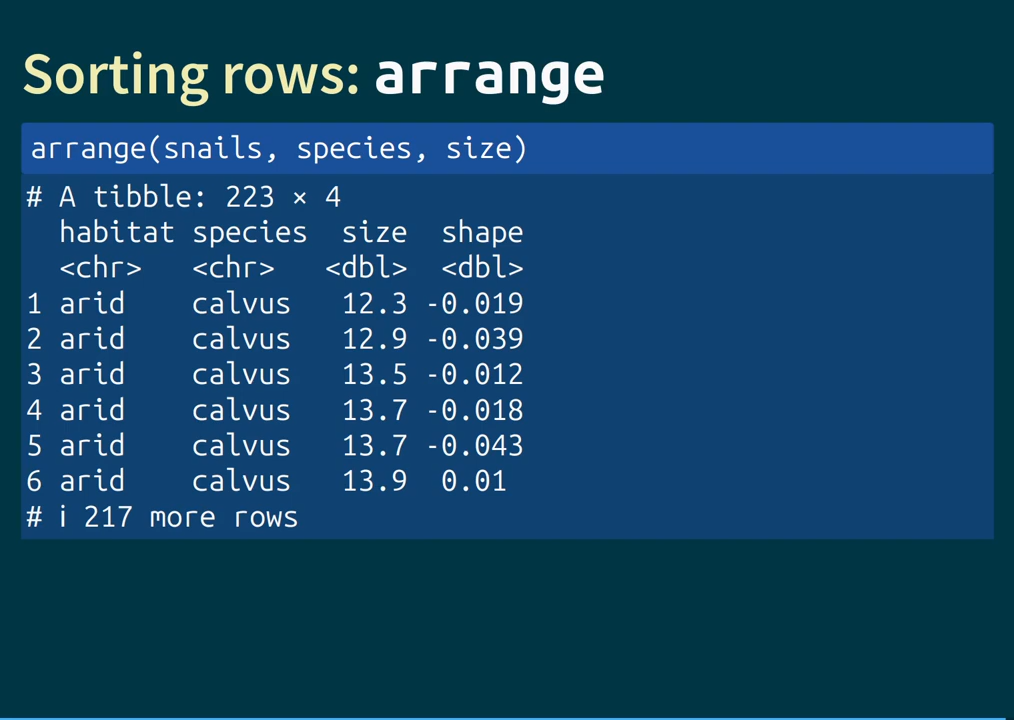 Sorting rows: arrange
arrange(snails, species, size)
# A tibble: 223 × 4
habitat species size shape
<chr> <chr> <dbl> <dbl>
1 arid calvus 12.3 -0.019
2 arid calvus 12.9 -0.039
3 arid calvus 13.5 -0.012
4 arid calvus 13.7 -0.018
5 arid calvus 13.7 -0.043
6 arid calvus 13.9 0.01
# i 217 more rows